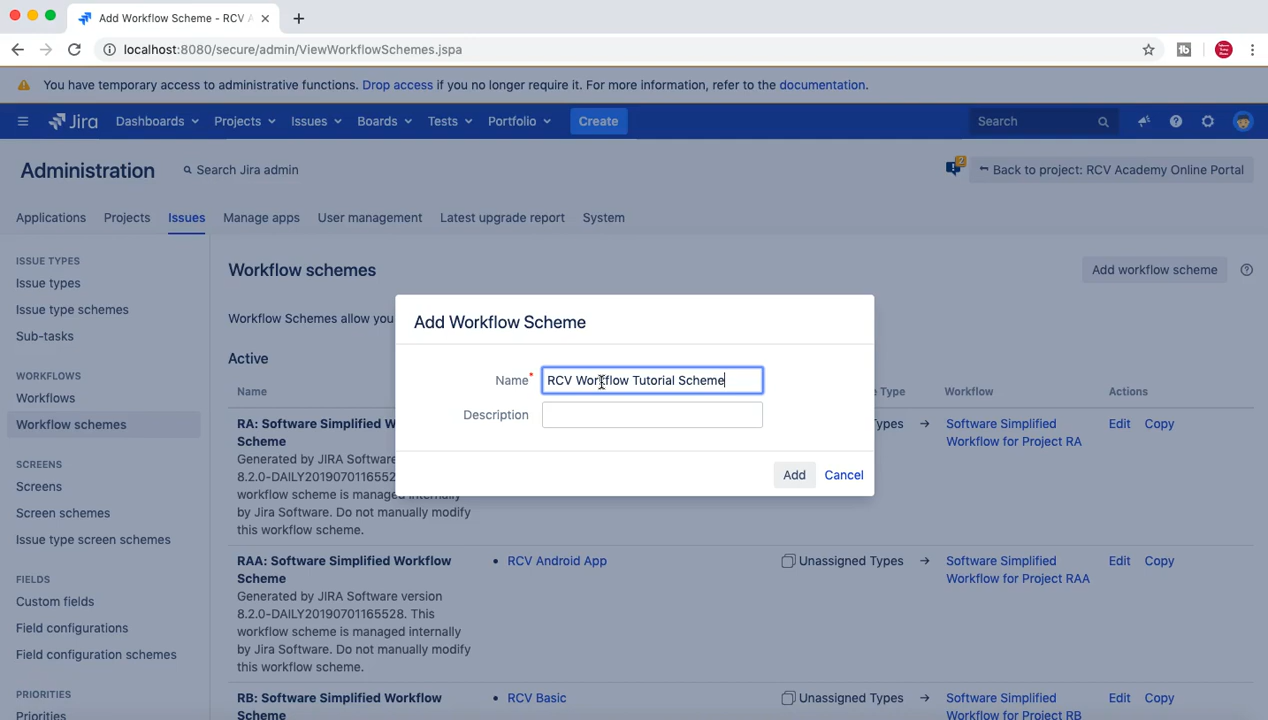 Add Workflow Scheme - RCV A
localhost:8080/secure/admin/ViewWorkflowSchemes.jspa
You have temporary access to administrative functions. Drop access if you no longer require it. For more information, refer to the documentation.
Jira Dashboards Projects Issues Boards Tests Portfolio Create Search
Administration Search Jira admin 2 Back to project: RCV Academy Online Portal
Applications Projects Issues Manage apps User management Latest upgrade report System
ISSUE TYPES
Issue types
Issue type schemes
Sub-tasks
WORKFLOWS
Workflows
Workflow schemes
SCREENS
Screens
Screen schemes
Issue type screen schemes
FIELDS
Custom fields
Field configurations
Field configuration schemes
PRIORITIES
Priorities
Workflow schemes Add workflow scheme
Workflow Schemes allow you
Active
Name Type Workflow Actions
RA: Software Simplified W
Scheme
Generated by JIRA Software
8.2.0-DAILY2019070116552
workflow scheme is managed internally
by Jira Software. Do not manually modify
this workflow scheme.
Types → Software Simplified
Workflow for Project RA
Edit Copy
RAA: Software Simplified Workflow
Scheme
Generated by JIRA Software version
8.2.0-DAILY20190701165528. This
workflow scheme is managed internally
by Jira Software. Do not manually modify
this workflow scheme.
• RCV Android App
Unassigned Types → Software Simplified
Workflow for Project RAA
Edit Copy
RB: Software Simplified Workflow
Scheme
• RCV Basic
Unassigned Types → Software Simplified
Workflow for Project RB
Edit Copy
Add Workflow Scheme
Name* RCV Workflow Tutorial Scheme
Description
Add Cancel